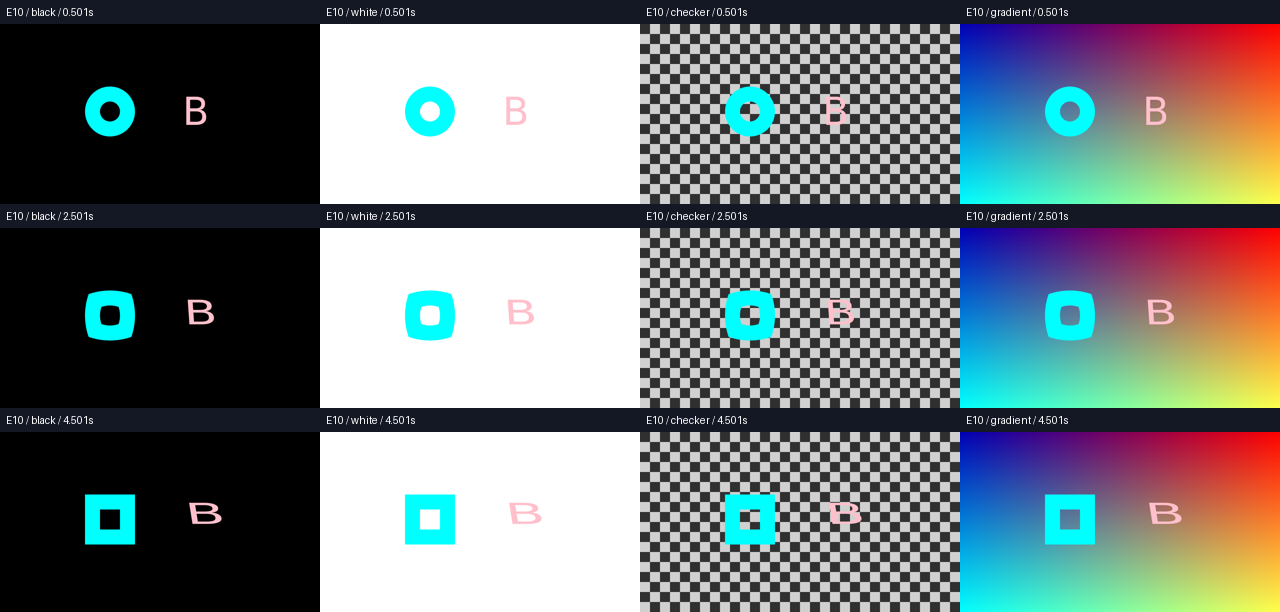 E10 / black / 0.501s
E10 / white / 0.501s
E10 / checker / 0.501s
E10 / gradient / 0.501s
B
B
B
B
E10 / black / 2.501s
E10 / white / 2.501s
E10 / checker / 2.501s
E10 / gradient / 2.501s
B
B
B
B
E10 / black / 4.501s
E10 / white / 4.501s
E10 / checker / 4.501s
E10 / gradient / 4.501s
B
B
B
B